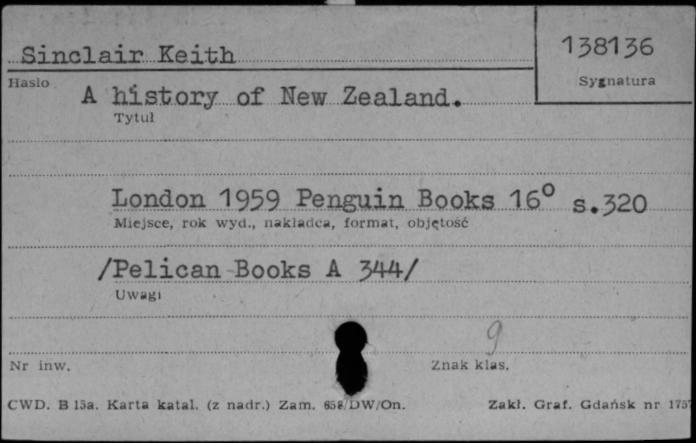 Sinclair Keith
138136
Hasło
Sygnatura
A history of New Zealand.
Tytuł
London 1959 Penguin Books 16° s.320
Miejsce, rok wyd., nakładca, format, objętość
/Pelican Books A 344/
Uwagi
9
Nr inw.
Znak klas.
CWD. B 15a. Karta katal. (z nadr.) Zam. 658/DW/On.
Zakł. Graf. Gdańsk nr 1757